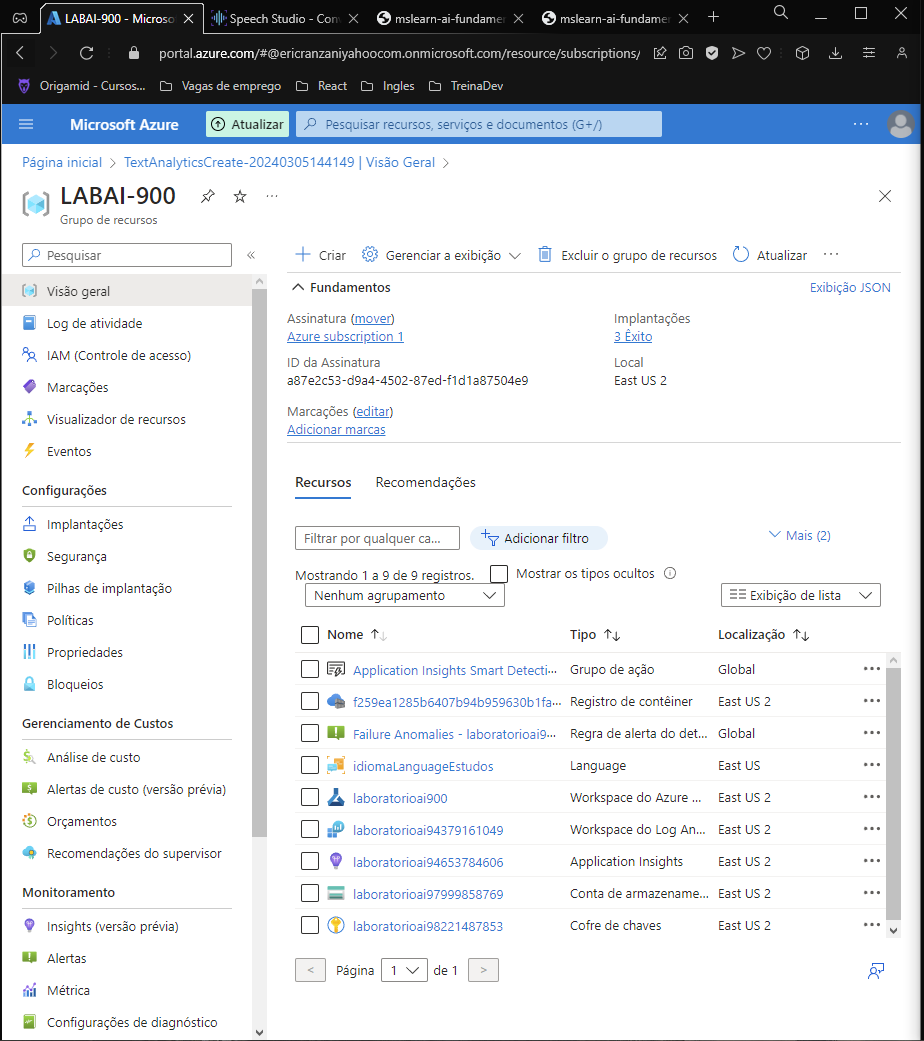 LABAI-900 - Microso
Speech Studio - Con
mslearn-ai-fundame
mslearn-ai-fundame
portal.azure.com/#@ericranzaniyahoocom.onmicrosoft.com/resource/subscriptions/
Origamid - Cursos...
Vagas de emprego
React
Ingles
TreinaDev
Microsoft Azure
Atualizar
Pesquisar recursos, serviços e documentos (G+/)
Página inicial > TextAnalyticsCreate-20240305144149 | Visão Geral >
LABAI-900
Grupo de recursos
Pesquisar
Visão geral
Log de atividade
IAM (Controle de acesso)
Marcações
Visualizador de recursos
Eventos
Configurações
Implantações
Segurança
Pilhas de implantação
Políticas
Propriedades
Bloqueios
Gerenciamento de Custos
Análise de custo
Alertas de custo (versão prévia)
Orçamentos
Recomendações do supervisor
Monitoramento
Insights (versão prévia)
Alertas
Métrica
Configurações de diagnóstico
Criar
Gerenciar a exibição
Excluir o grupo de recursos
Atualizar
Fundamentos
Exibição JSON
Assinatura (mover)
Azure subscription 1
ID da Assinatura
a87e2c53-d9a4-4502-87ed-f1d1a87504e9
Marcações (editar)
Adicionar marcas
Implantações
3 Êxito
Local
East US 2
Recursos
Recomendações
Filtrar por qualquer ca...
Adicionar filtro
Mais (2)
Mostrando 1 a 9 de 9 registros.
Mostrar os tipos ocultos
Nenhum agrupamento
Exibição de lista
Nome Tipo Localização
Application Insights Smart Detecti... Grupo de ação Global
f259ea1285b6407b94b959630b1fa... Registro de contêiner East US 2
Failure Anomalies - laboratorioai9... Regra de alerta do det... Global
idiomaLanguageEstudos Language East US
laboratorioai900 Workspace do Azure ... East US 2
laboratorioai94379161049 Workspace do Log An... East US 2
laboratorioai94653784606 Application Insights East US 2
laboratorioai97999858769 Conta de armazename... East US 2
laboratorioai98221487853 Cofre de chaves East US 2
< Página 1 de 1 >